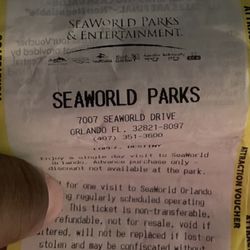 SEAWORLD PARKS
& ENTERTAINMENT
SEAWORLD PARKS
7007 SEAWORLD DRIVE
ORLANDO FL. 32821-8097
(407) 351-3600
Enjoy a single day visit to SeaWorld
Orlando. Advance purchase only -
discount not available at the park.
for one visit to SeaWorld Orlando
regularly scheduled operating
This ticket is non-transferable,
refundable, not for resale, void if
altered, will not be replaced if lost
stolen and may be confiscated without
ATTRACTION VOUCHER